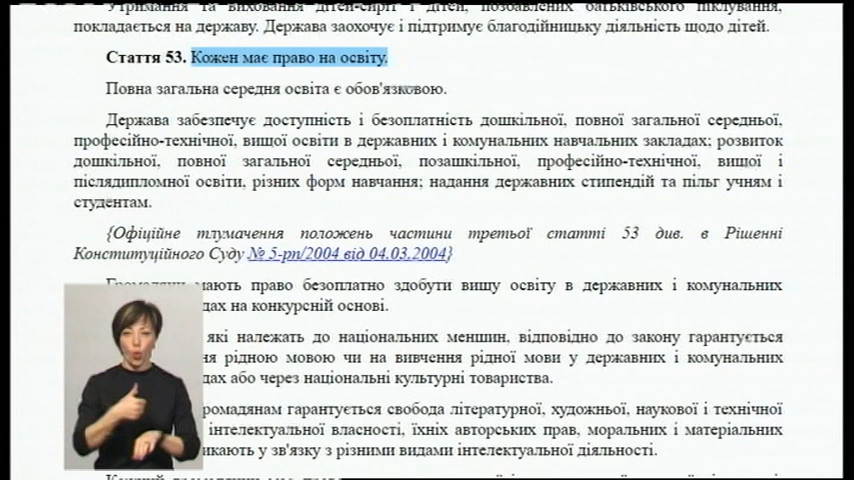 Утримання та виховання дітей-сиріт і дітей, позбавлених батьківського піклування,
покладається на державу. Держава заохочує і підтримує благодійницьку діяльність щодо дітей.
Стаття 53. Кожен має право на освіту.
Повна загальна середня освіта є обов'язковою.
Держава забезпечує доступність і безоплатність дошкільної, повної загальної середньої,
професійно-технічної, вищої освіти в державних і комунальних навчальних закладах; розвиток
дошкільної, повної загальної середньої, позашкільної, професійно-технічної, вищої і
післядипломної освіти, різних форм навчання; надання державних стипендій та пільг учням і
студентам.
{Офіційне тлумачення положень частини третьої статті 53 див. в Рішенні
Конституційного Суду № 5-рп/2004 від 04.03.2004}
Громадяни мають право безоплатно здобути вищу освіту в державних і комунальних
на конкурсній основі.
які належать до національних меншин, відповідно до закону гарантується
рідною мовою чи на вивчення рідної мови у державних і комунальних
або через національні культурні товариства.
громадянам гарантується свобода літературної, художньої, наукової і технічної
інтелектуальної власності, їхніх авторських прав, моральних і матеріальних
у зв'язку з різними видами інтелектуальної діяльності.